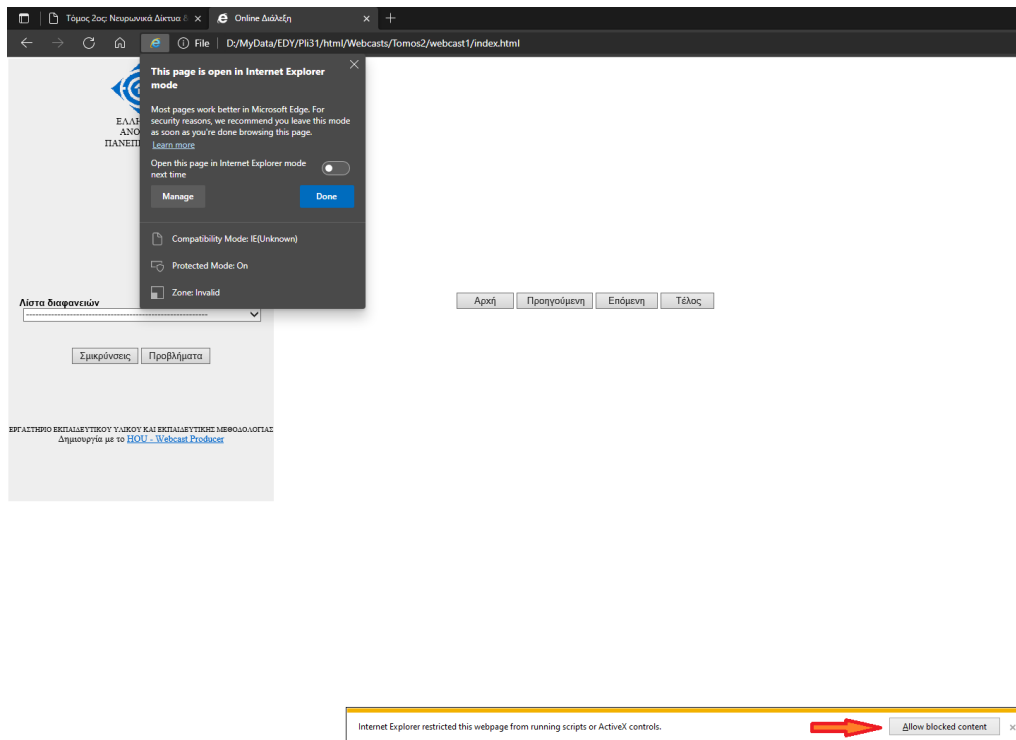 Τόμος 2ος: Νευρωνικά Δίκτυα
Online Διάλεξη
File D:/MyData/EDY/Pli31/html/Webcasts/Tomos2/webcast1/index.html
This page is open in Internet Explorer
mode
Most pages work better in Microsoft Edge. For
security reasons, we recommend you leave this mode
as soon as you're done browsing this page.
Learn more
Open this page in Internet Explorer mode
next time
Manage Done
Compatibility Mode: IE(Unknown)
Protected Mode: On
Zone: Invalid
ΕΛΛΗ
ΑΝΟ
ΠΑΝΕΠ
Λίστα διαφανειών
Αρχή Προηγούμενη Επόμενη Τέλος
------------------------------------------------------------
Σμικρύνσεις Προβλήματα
ΕΡΓΑΣΤΗΡΙΟ ΕΚΠΑΙΔΕΥΤΙΚΟΥ ΥΛΙΚΟΥ ΚΑΙ ΕΚΠΑΙΔΕΥΤΙΚΗΣ ΜΕΘΟΔΟΛΟΓΙΑΣ
Δημιουργία με το HOU - Webcast Producer
Internet Explorer restricted this webpage from running scripts or ActiveX controls.
Allow blocked content